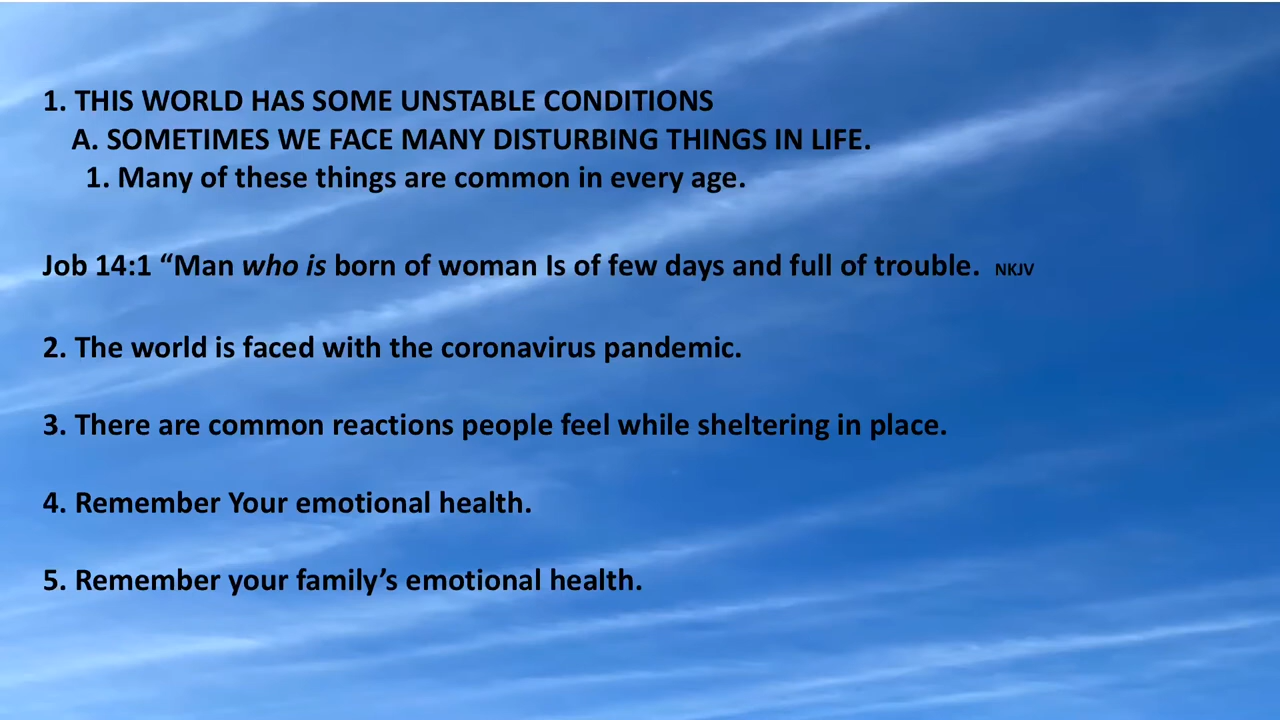 1. THIS WORLD HAS SOME UNSTABLE CONDITIONS
A. SOMETIMES WE FACE MANY DISTURBING THINGS IN LIFE.
1. Many of these things are common in every age.
Job 14:1 “Man who is born of woman Is of few days and full of trouble. NKJV
2. The world is faced with the coronavirus pandemic.
3. There are common reactions people feel while sheltering in place.
4. Remember Your emotional health.
5. Remember your family’s emotional health.